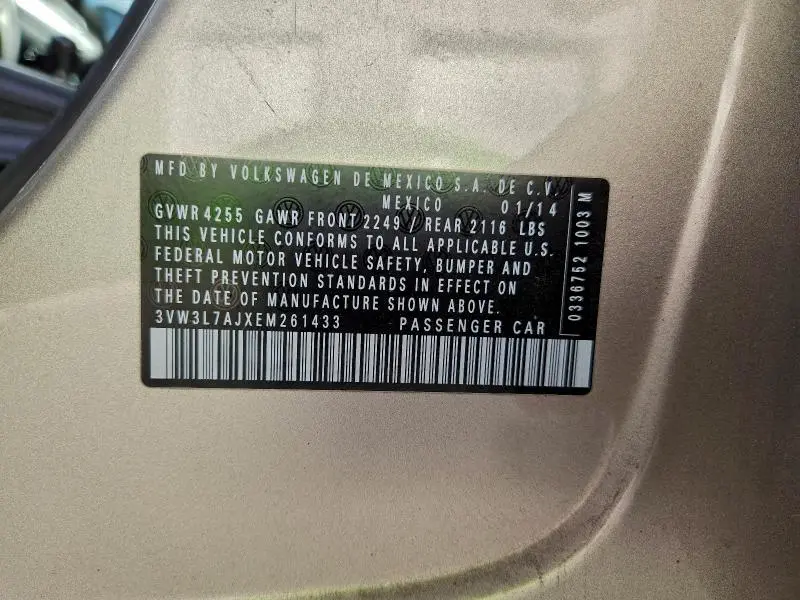 MFD BY VOLKSWAGEN DE MEXICO S.A. DE C.V.
MEXICO 01/14
GVWR 4255 GAWR FRONT 2249 / REAR 2116 LBS
THIS VEHICLE CONFORMS TO ALL APPLICABLE U.S.
FEDERAL MOTOR VEHICLE SAFETY, BUMPER AND
THEFT PREVENTION STANDARDS IN EFFECT ON
THE DATE OF MANUFACTURE SHOWN ABOVE.
3VW3L7AJXEM261433 PASSENGER CAR
0336752 1003 M